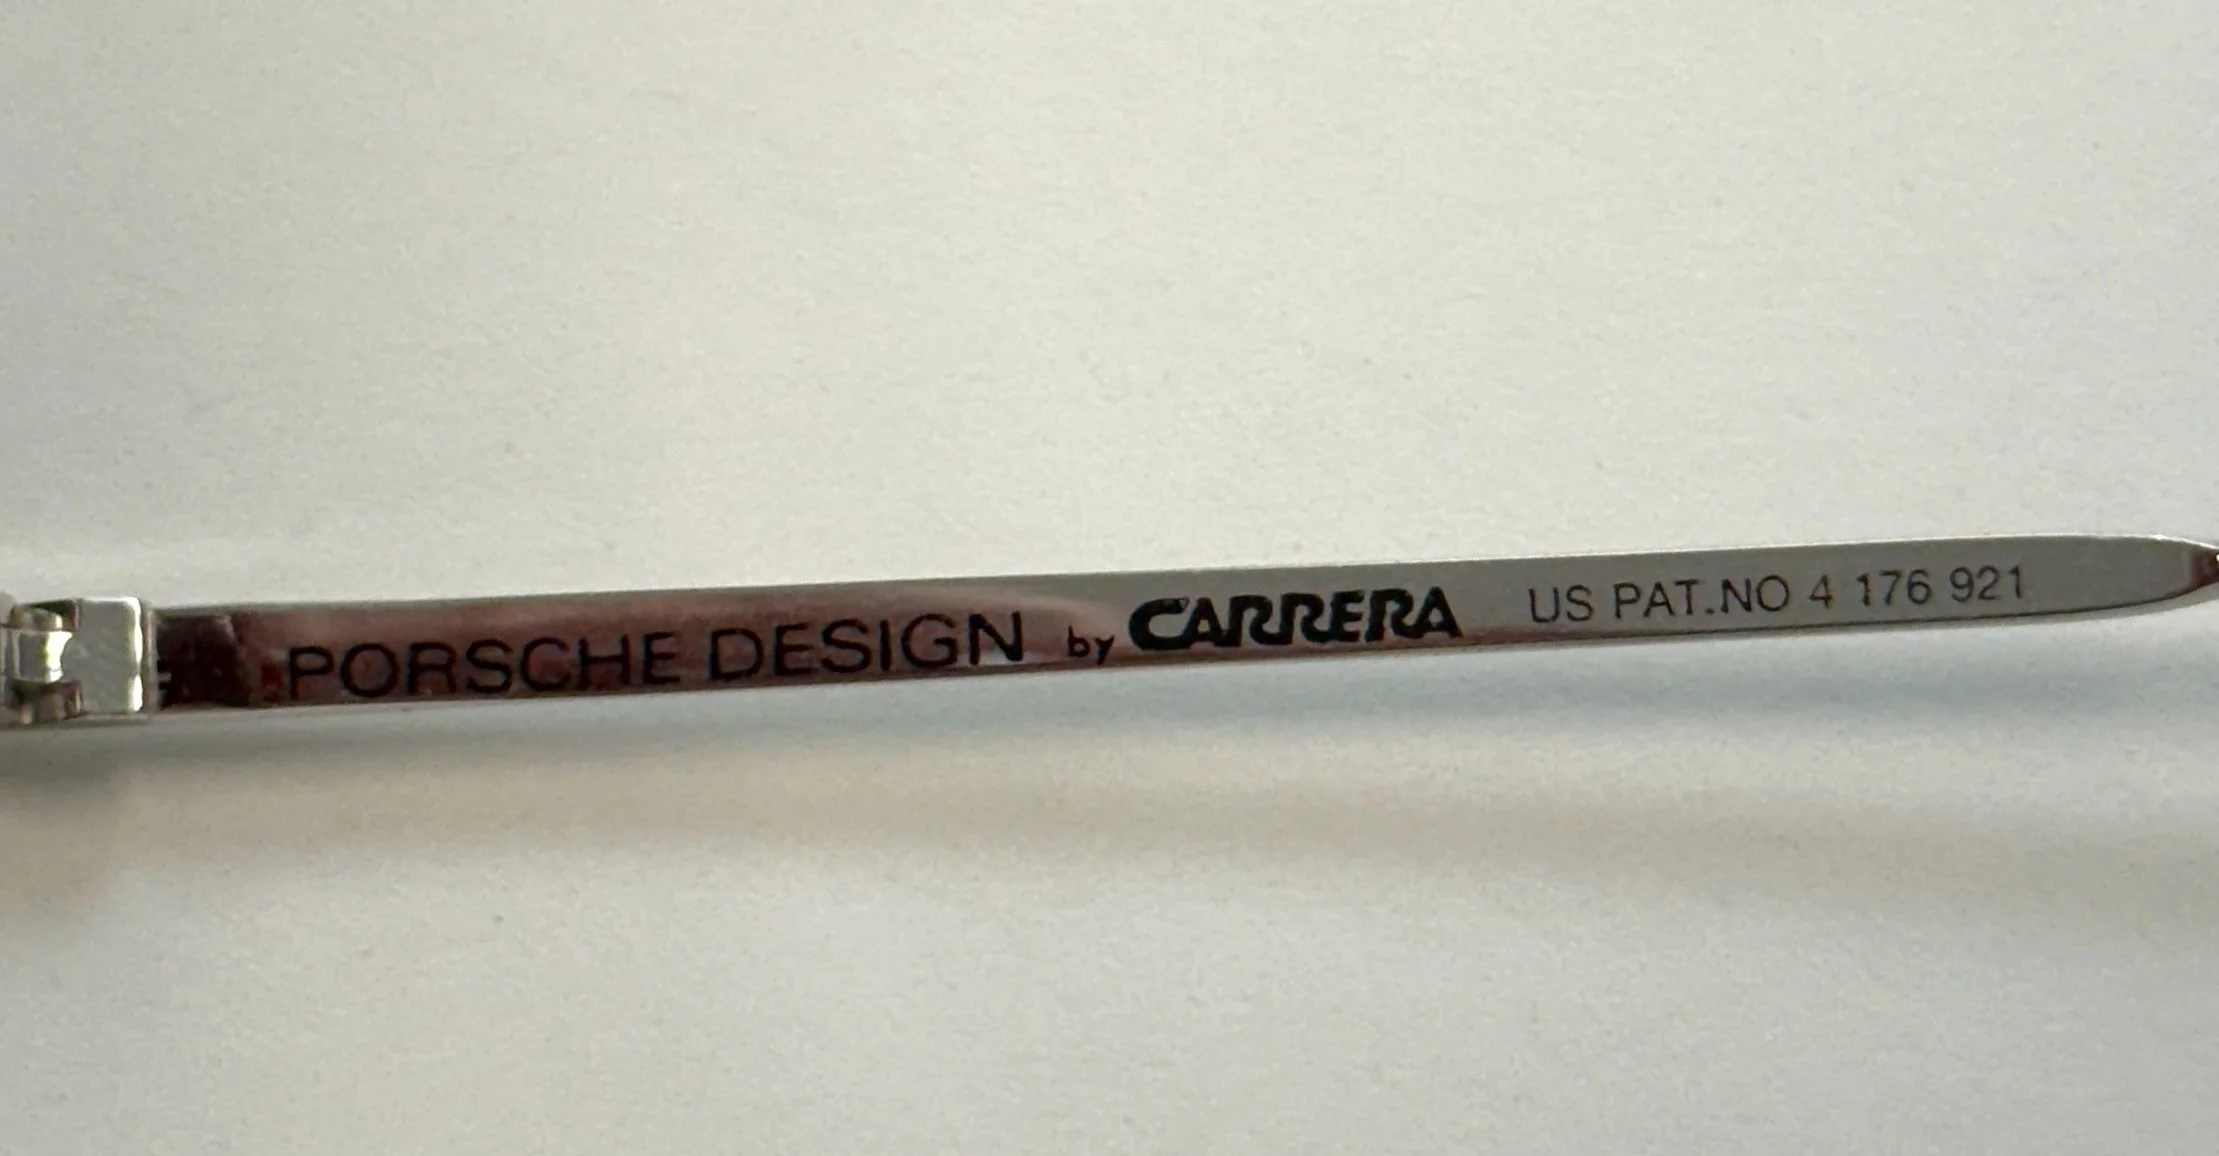 PORSCHE DESIGN by CARRERA US PAT.NO 4 176 921